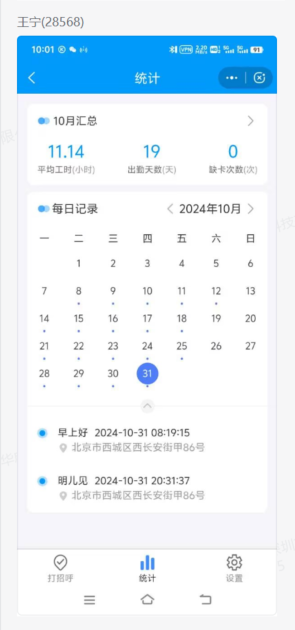 王宁(28568)
10:01
VPN
91
统计
10月汇总
11.14 19 0
平均工时(小时) 出勤天数(天) 缺卡次数(次)
每日记录 2024年10月
一 二 三 四 五 六 日
1 2 3 4 5 6
7 8 9 10 11 12 13
14 15 16 17 18 19 20
21 22 23 24 25 26 27
28 29 30 31
早上好 2024-10-31 08:19:15
北京市西城区西长安街甲86号
明儿见 2024-10-31 20:31:37
北京市西城区西长安街甲86号
打招呼 统计 设置